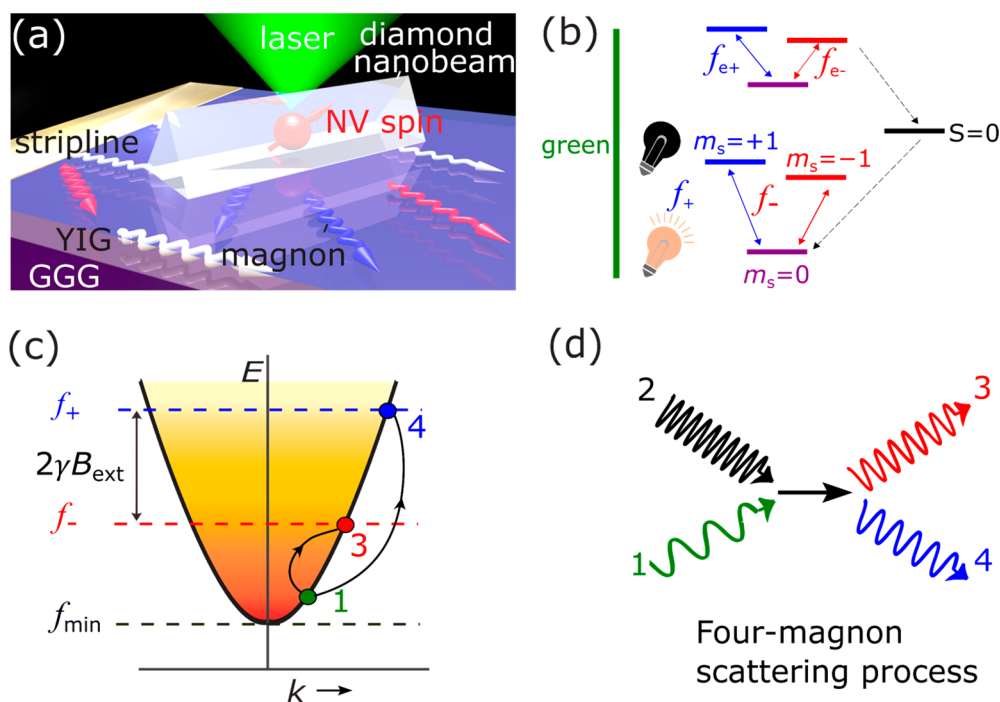 (a)
laser
diamond
nanobeam
NV spin
stripline
YIG
magnon
GGG
(b)
green
fe+
fe-
S=0
ms=+1
ms=−1
f+
f-
ms=0
(c)
E
f+
4
2γBext
f-
3
1
fmin
k →
(d)
2
3
1
4
Four-magnon
scattering process